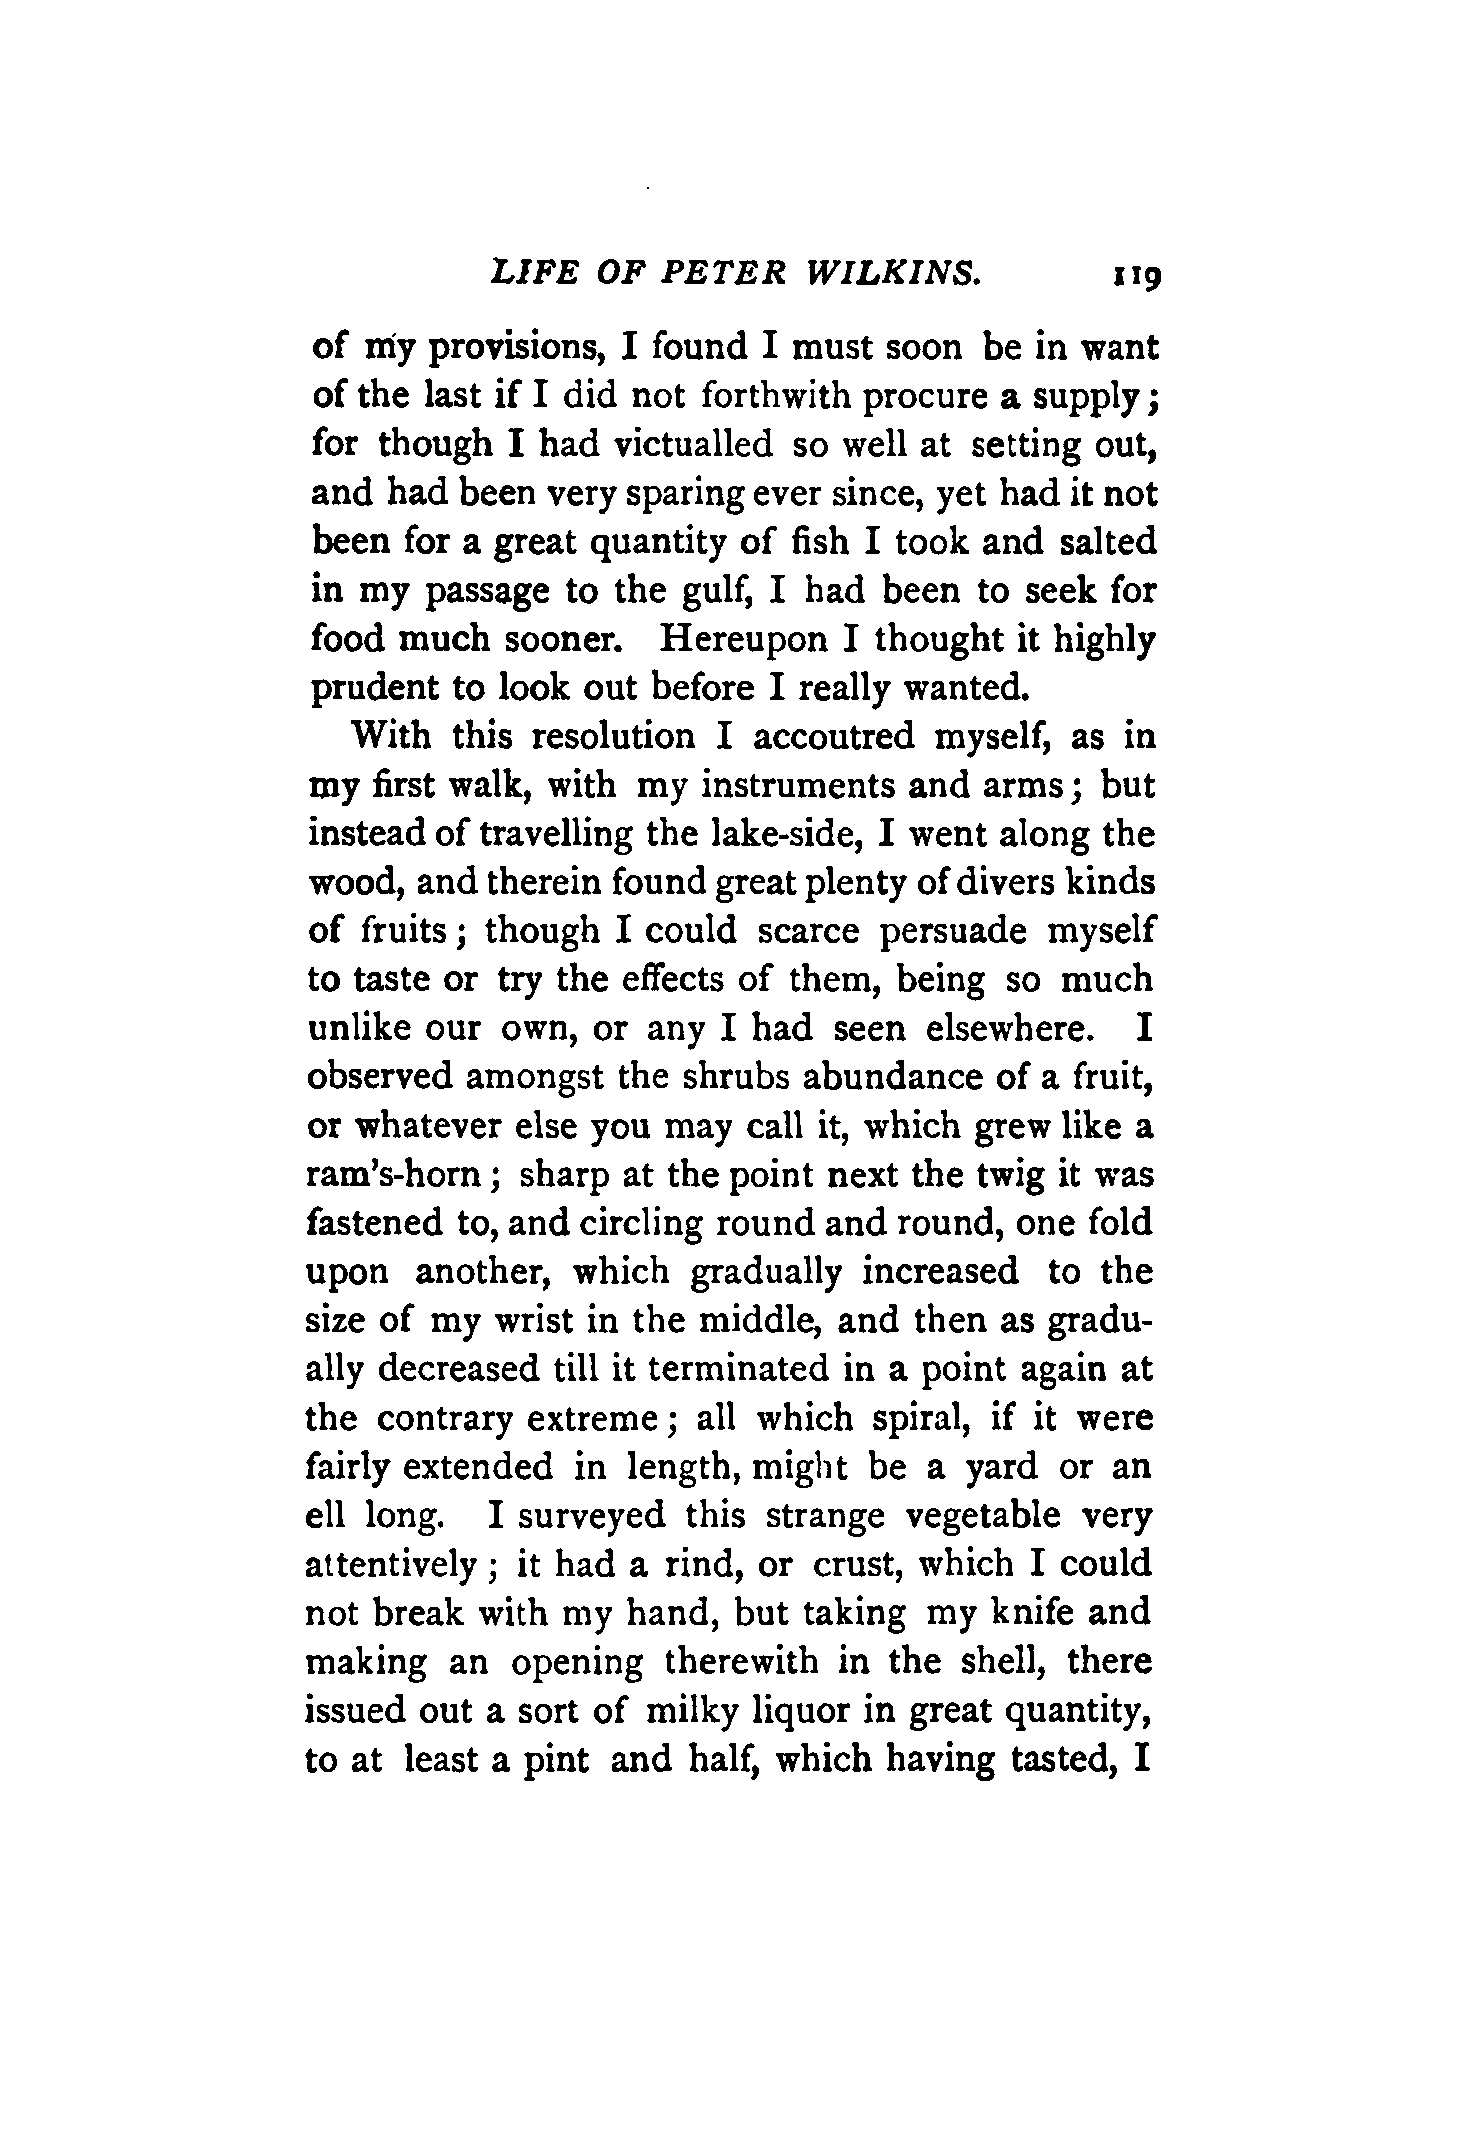 LIFE OF PETER WILKINS. 119
of my provisions, I found I must soon be in want
of the last if I did not forthwith procure a supply;
for though I had victualled so well at setting out,
and had been very sparing ever since, yet had it not
been for a great quantity of fish I took and salted
in my passage to the gulf, I had been to seek for
food much sooner. Hereupon I thought it highly
prudent to look out before I really wanted.
With this resolution I accoutred myself, as in
my first walk, with my instruments and arms; but
instead of travelling the lake-side, I went along the
wood, and therein found great plenty of divers kinds
of fruits; though I could scarce persuade myself
to taste or try the effects of them, being so much
unlike our own, or any I had seen elsewhere. I
observed amongst the shrubs abundance of a fruit,
or whatever else you may call it, which grew like a
ram's-horn; sharp at the point next the twig it was
fastened to, and circling round and round, one fold
upon another, which gradually increased to the
size of my wrist in the middle, and then as gradu-
ally decreased till it terminated in a point again at
the contrary extreme; all which spiral, if it were
fairly extended in length, might be a yard or an
ell long. I surveyed this strange vegetable very
attentively; it had a rind, or crust, which I could
not break with my hand, but taking my knife and
making an opening therewith in the shell, there
issued out a sort of milky liquor in great quantity,
to at least a pint and half, which having tasted, I